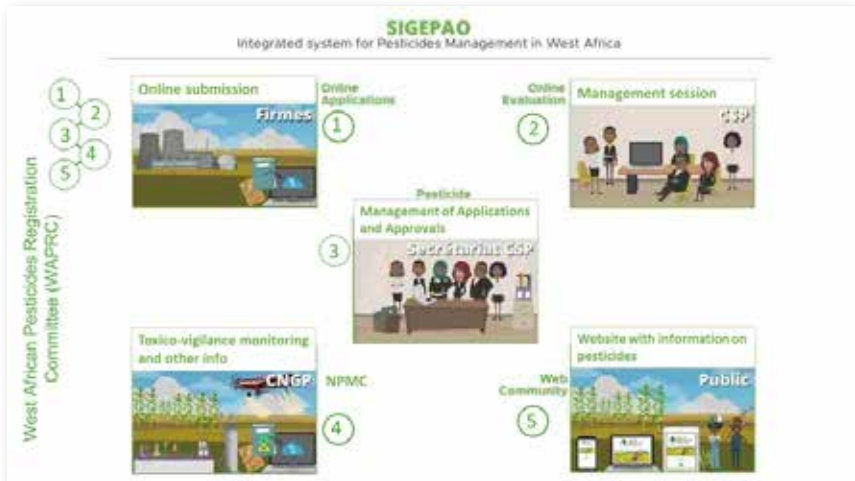 SIGEPAO
Integrated system for Pesticides Management in West Africa
West African Pesticides Registration
Committee (WAPRC)
1
2
3
4
5
Online submission
Firmes
Online
Applications
1
Online
Evaluation
2
Management session
CSP
Pesticide
Management of Applications
and Approvals
Secrétariat CSP
3
Toxico-vigilance monitoring
and other info
CNGP
NPMC
4
Web
Community
5
Website with information on
pesticides
Public